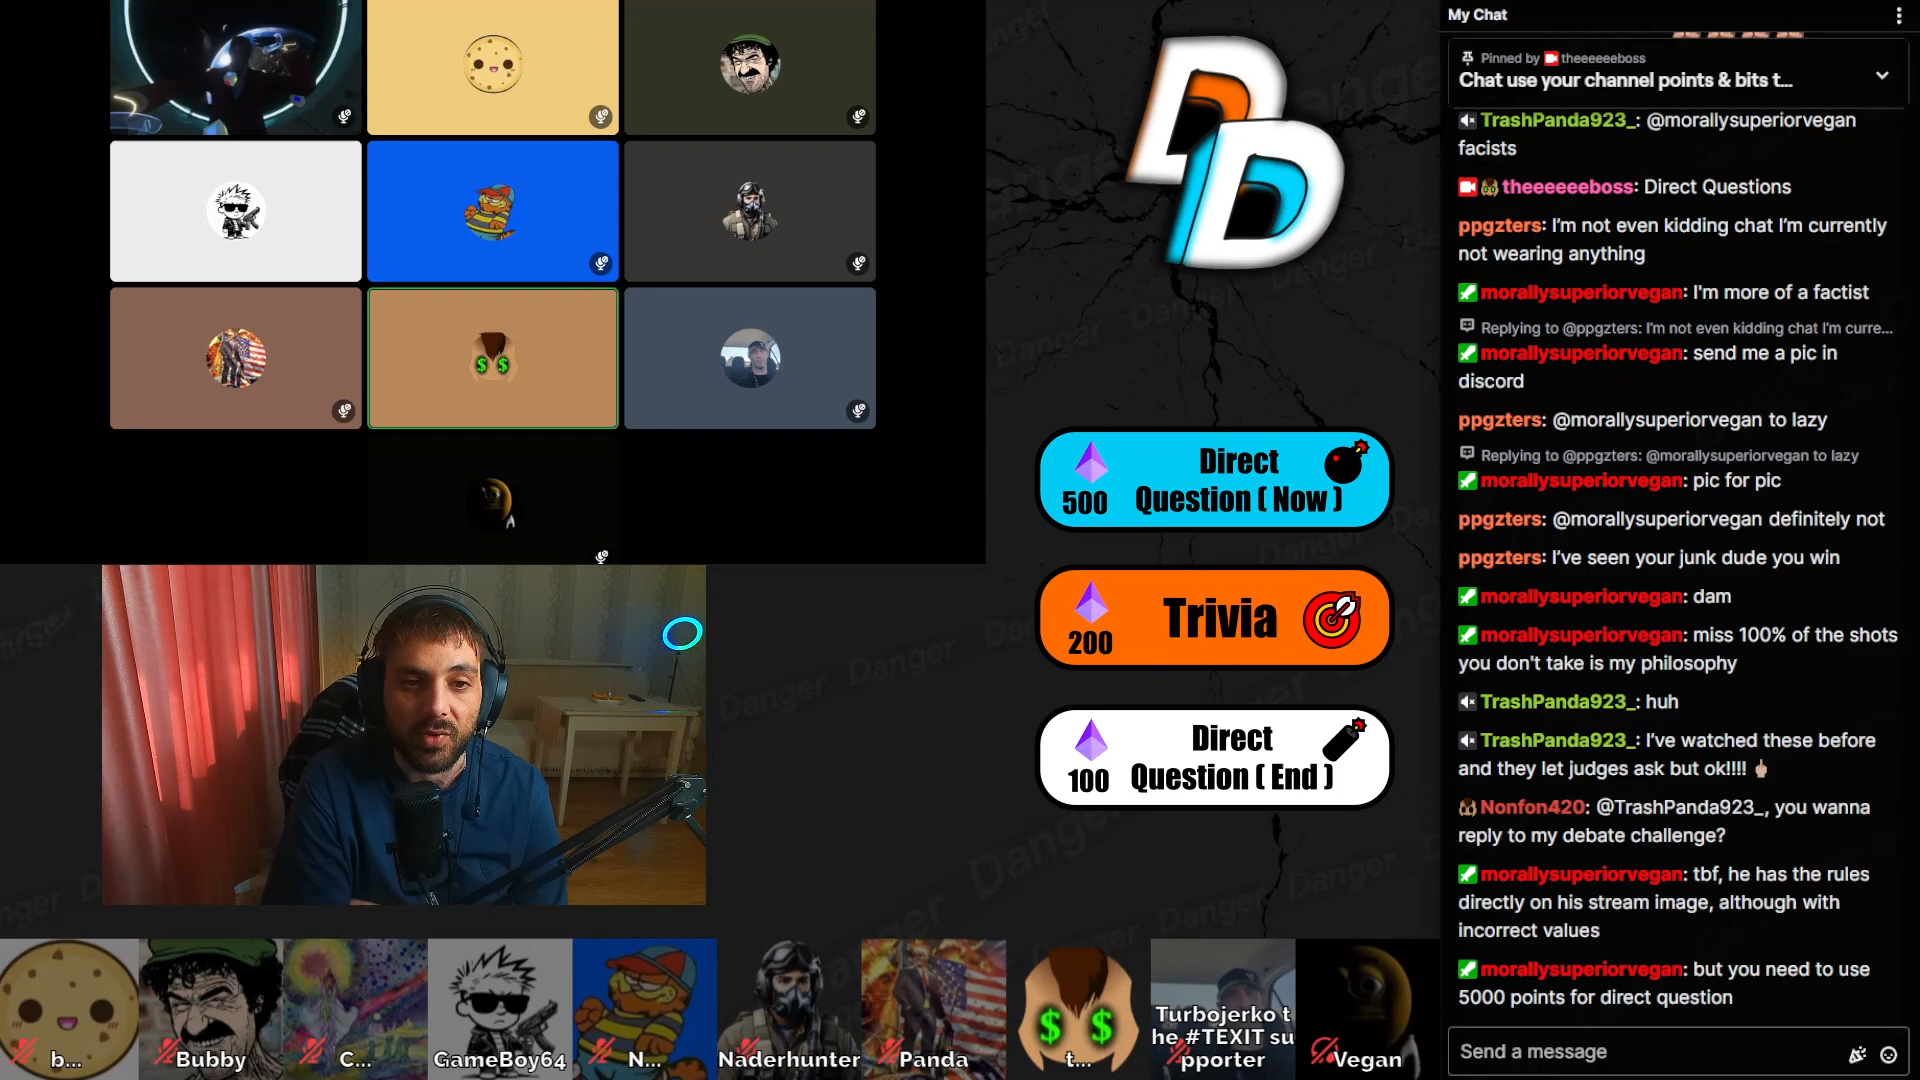 My Chat
Pinned by theeeeeeboss
Chat use your channel points & bits t...
TrashPanda923_: @morallysuperiorvegan
facists
theeeeeeboss: Direct Questions
ppgzters: I'm not even kidding chat I'm currently
not wearing anything
morallysuperiorvegan: I'm more of a factist
Replying to @ppgzters: I'm not even kidding chat I'm curre...
morallysuperiorvegan: send me a pic in
discord
ppgzters: @morallysuperiorvegan to lazy
Replying to @ppgzters: @morallysuperiorvegan to lazy
morallysuperiorvegan: pic for pic
ppgzters: @morallysuperiorvegan definitely not
ppgzters: I've seen your junk dude you win
morallysuperiorvegan: dam
morallysuperiorvegan: miss 100% of the shots
you don't take is my philosophy
TrashPanda923_: huh
TrashPanda923_: I've watched these before
and they let judges ask but ok!!!!
Nonfon420: @TrashPanda923_, you wanna
reply to my debate challenge?
morallysuperiorvegan: tbf, he has the rules
directly on his stream image, although with
incorrect values
morallysuperiorvegan: but you need to use
5000 points for direct question
Send a message
DD
500
Direct
Question ( Now )
200
Trivia
100
Direct
Question ( End )
Danger Danger Danger
b...
Bubby
C...
GameBoy64
N...
Naderhunter
Panda
t...
Turbojerko t
he #TEXIT su
pporter
Vegan